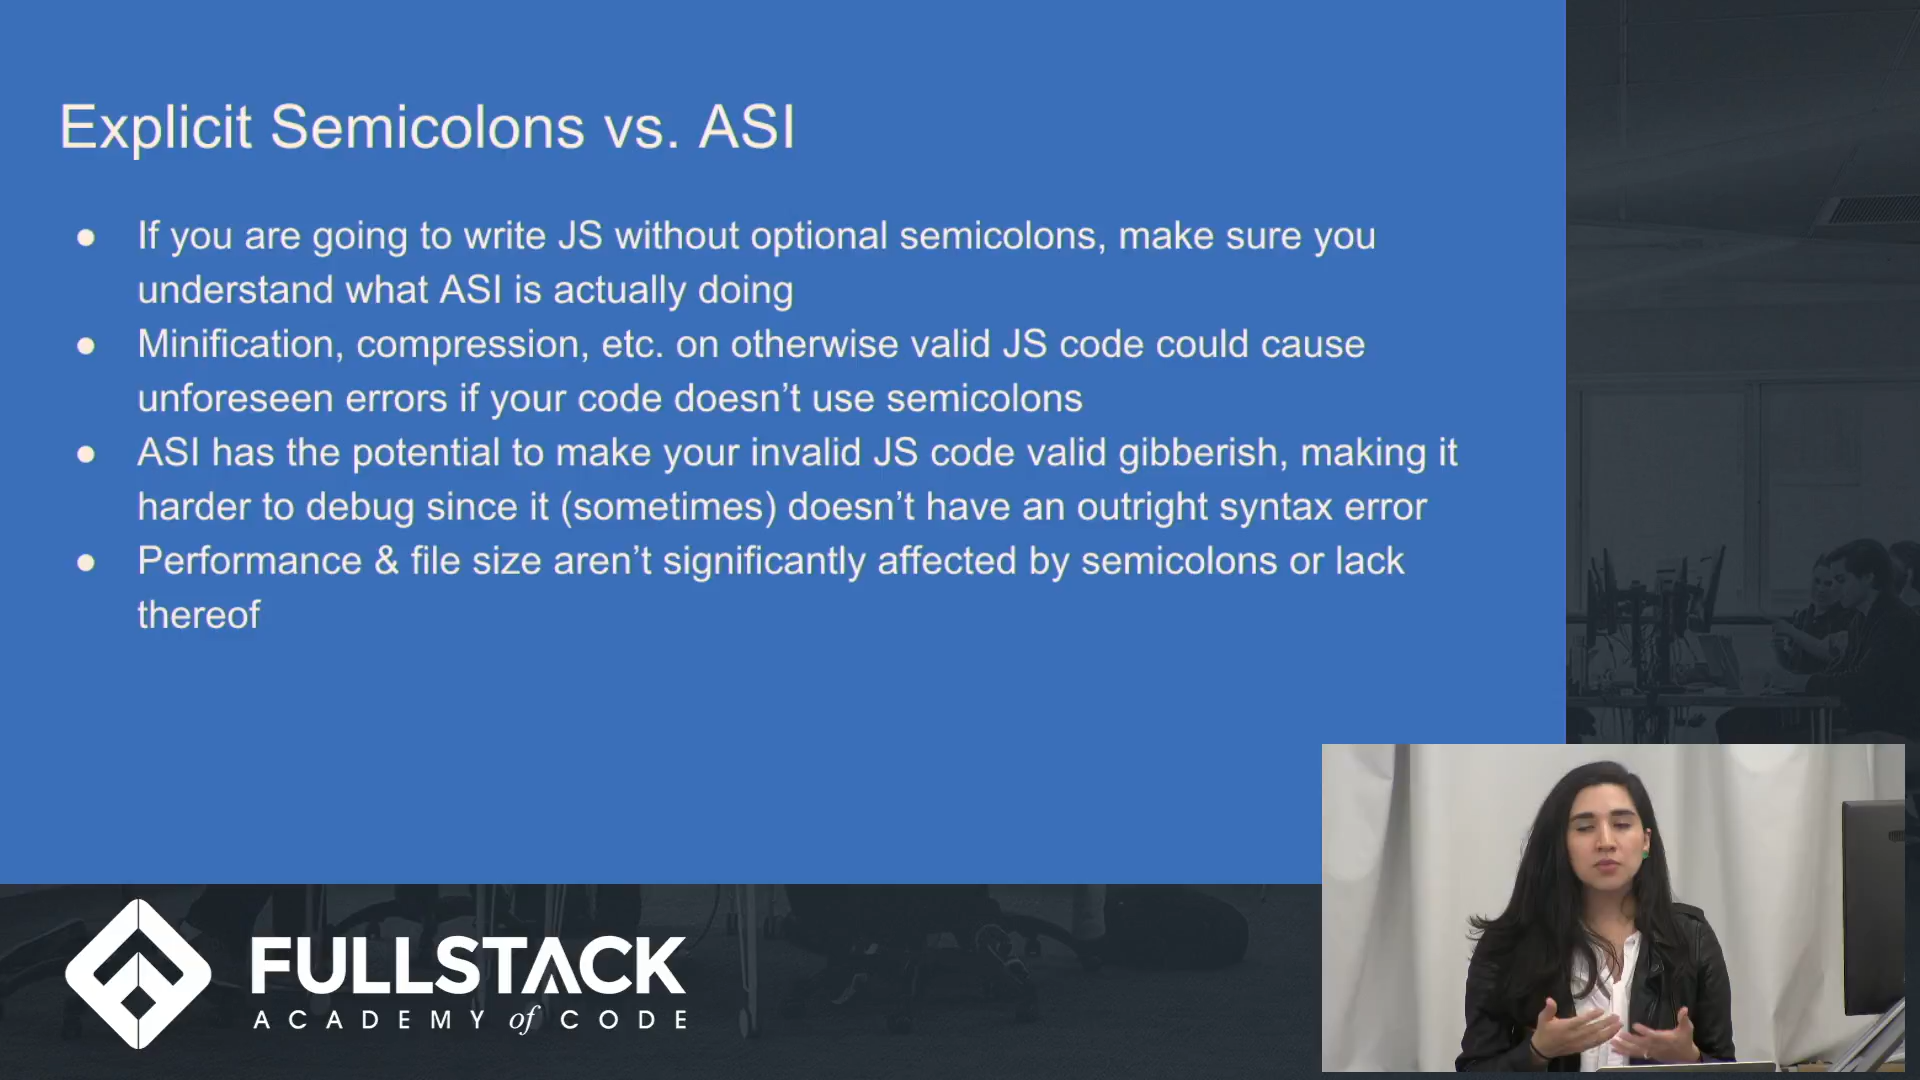 Explicit Semicolons vs. ASI
● If you are going to write JS without optional semicolons, make sure you
understand what ASI is actually doing
● Minification, compression, etc. on otherwise valid JS code could cause
unforeseen errors if your code doesn’t use semicolons
● ASI has the potential to make your invalid JS code valid gibberish, making it
harder to debug since it (sometimes) doesn’t have an outright syntax error
● Performance & file size aren’t significantly affected by semicolons or lack
thereof
FULLSTACK
ACADEMY of CODE